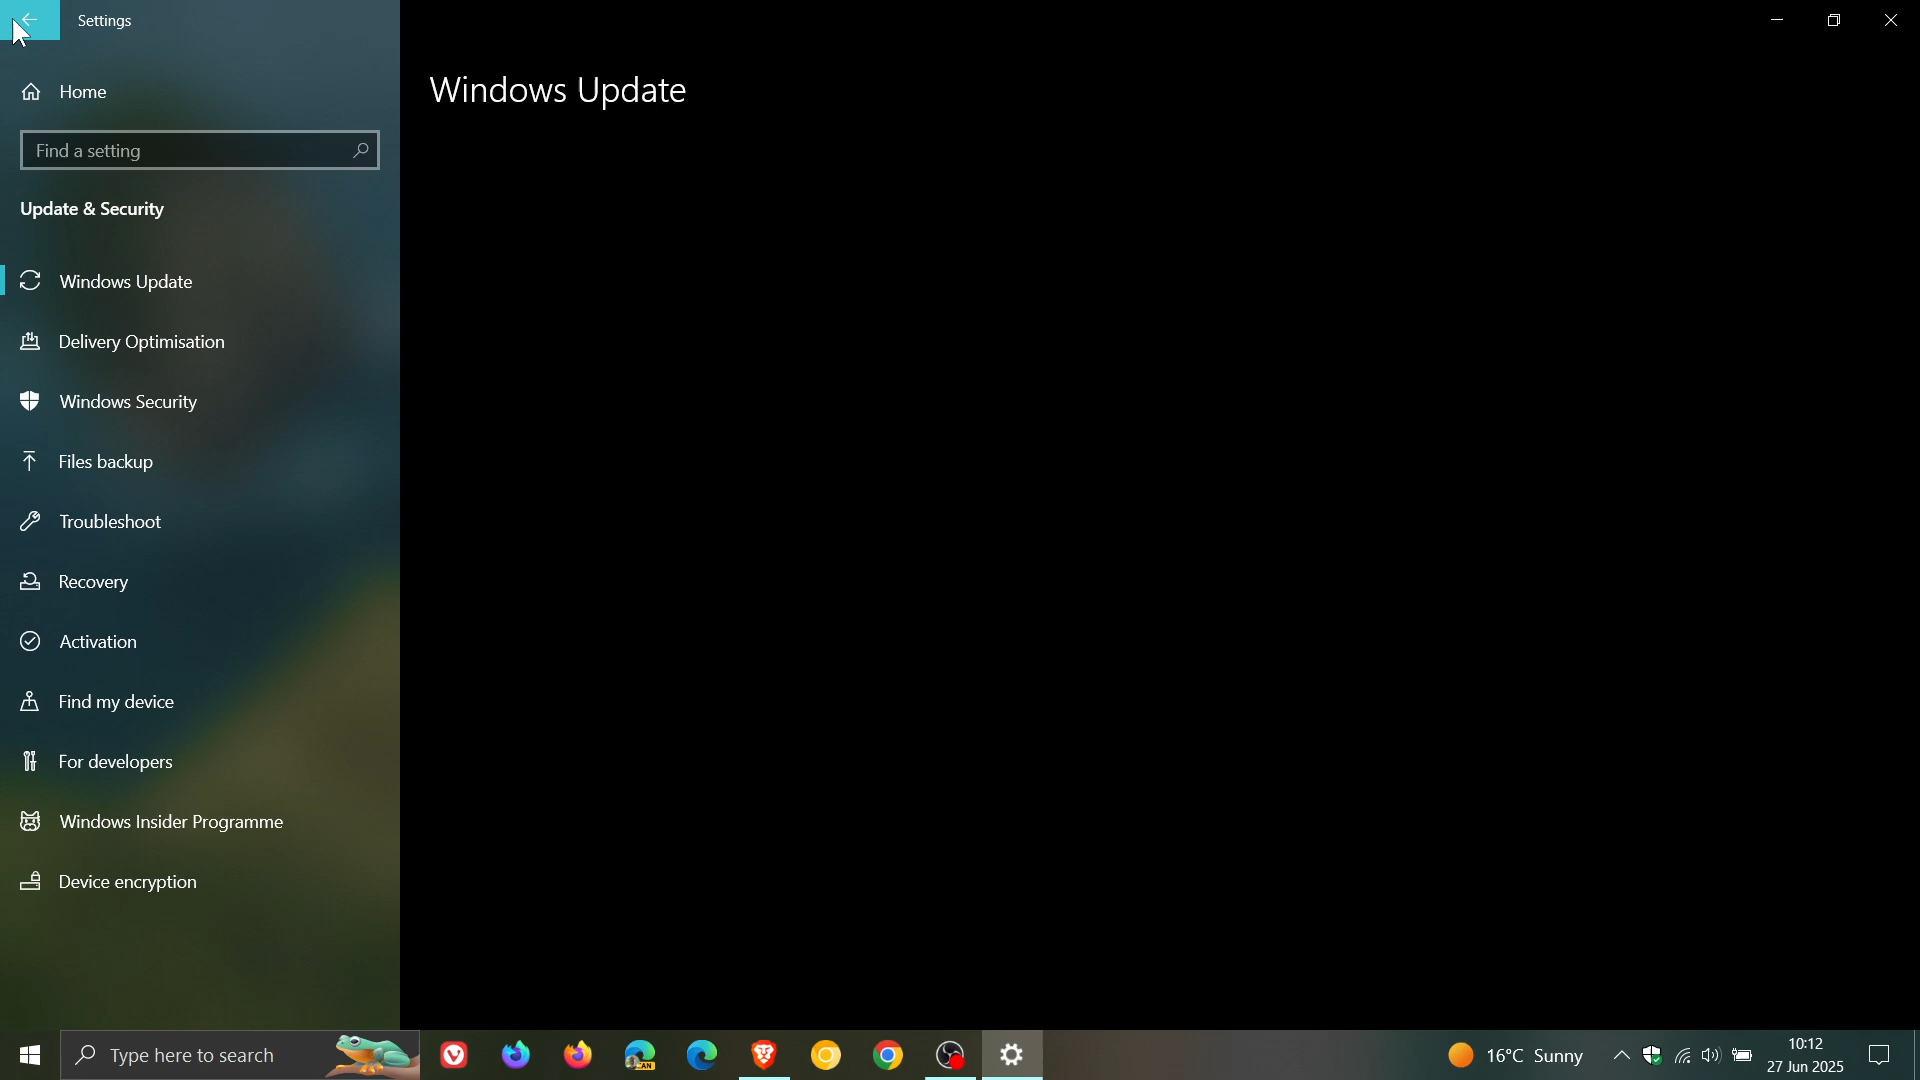 Settings
Home
Find a setting
Update & Security
Windows Update
Delivery Optimisation
Windows Security
Files backup
Troubleshoot
Recovery
Activation
Find my device
For developers
Windows Insider Programme
Device encryption
Windows Update
Type here to search
CAN
16°C Sunny
10:12
27 Jun 2025